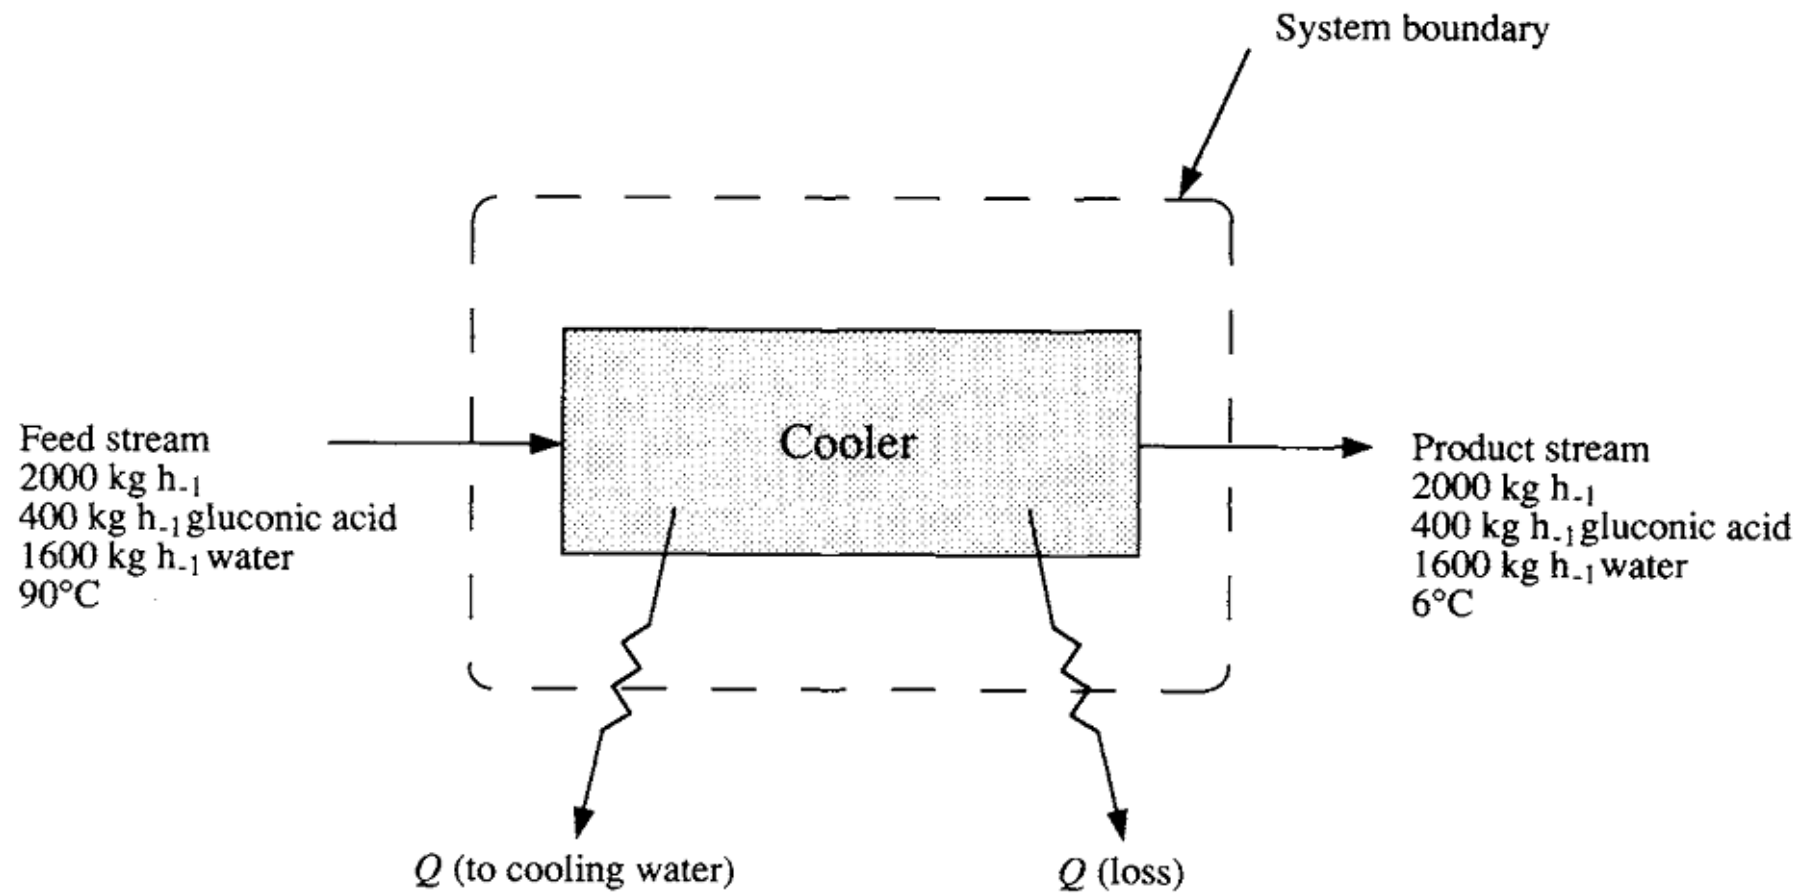 System boundary
Cooler
Feed stream
2000 kg h₋₁
400 kg h₋₁ gluconic acid
1600 kg h₋₁ water
90°C
Product stream
2000 kg h₋₁
400 kg h₋₁ gluconic acid
1600 kg h₋₁ water
6°C
Q (to cooling water)
Q (loss)